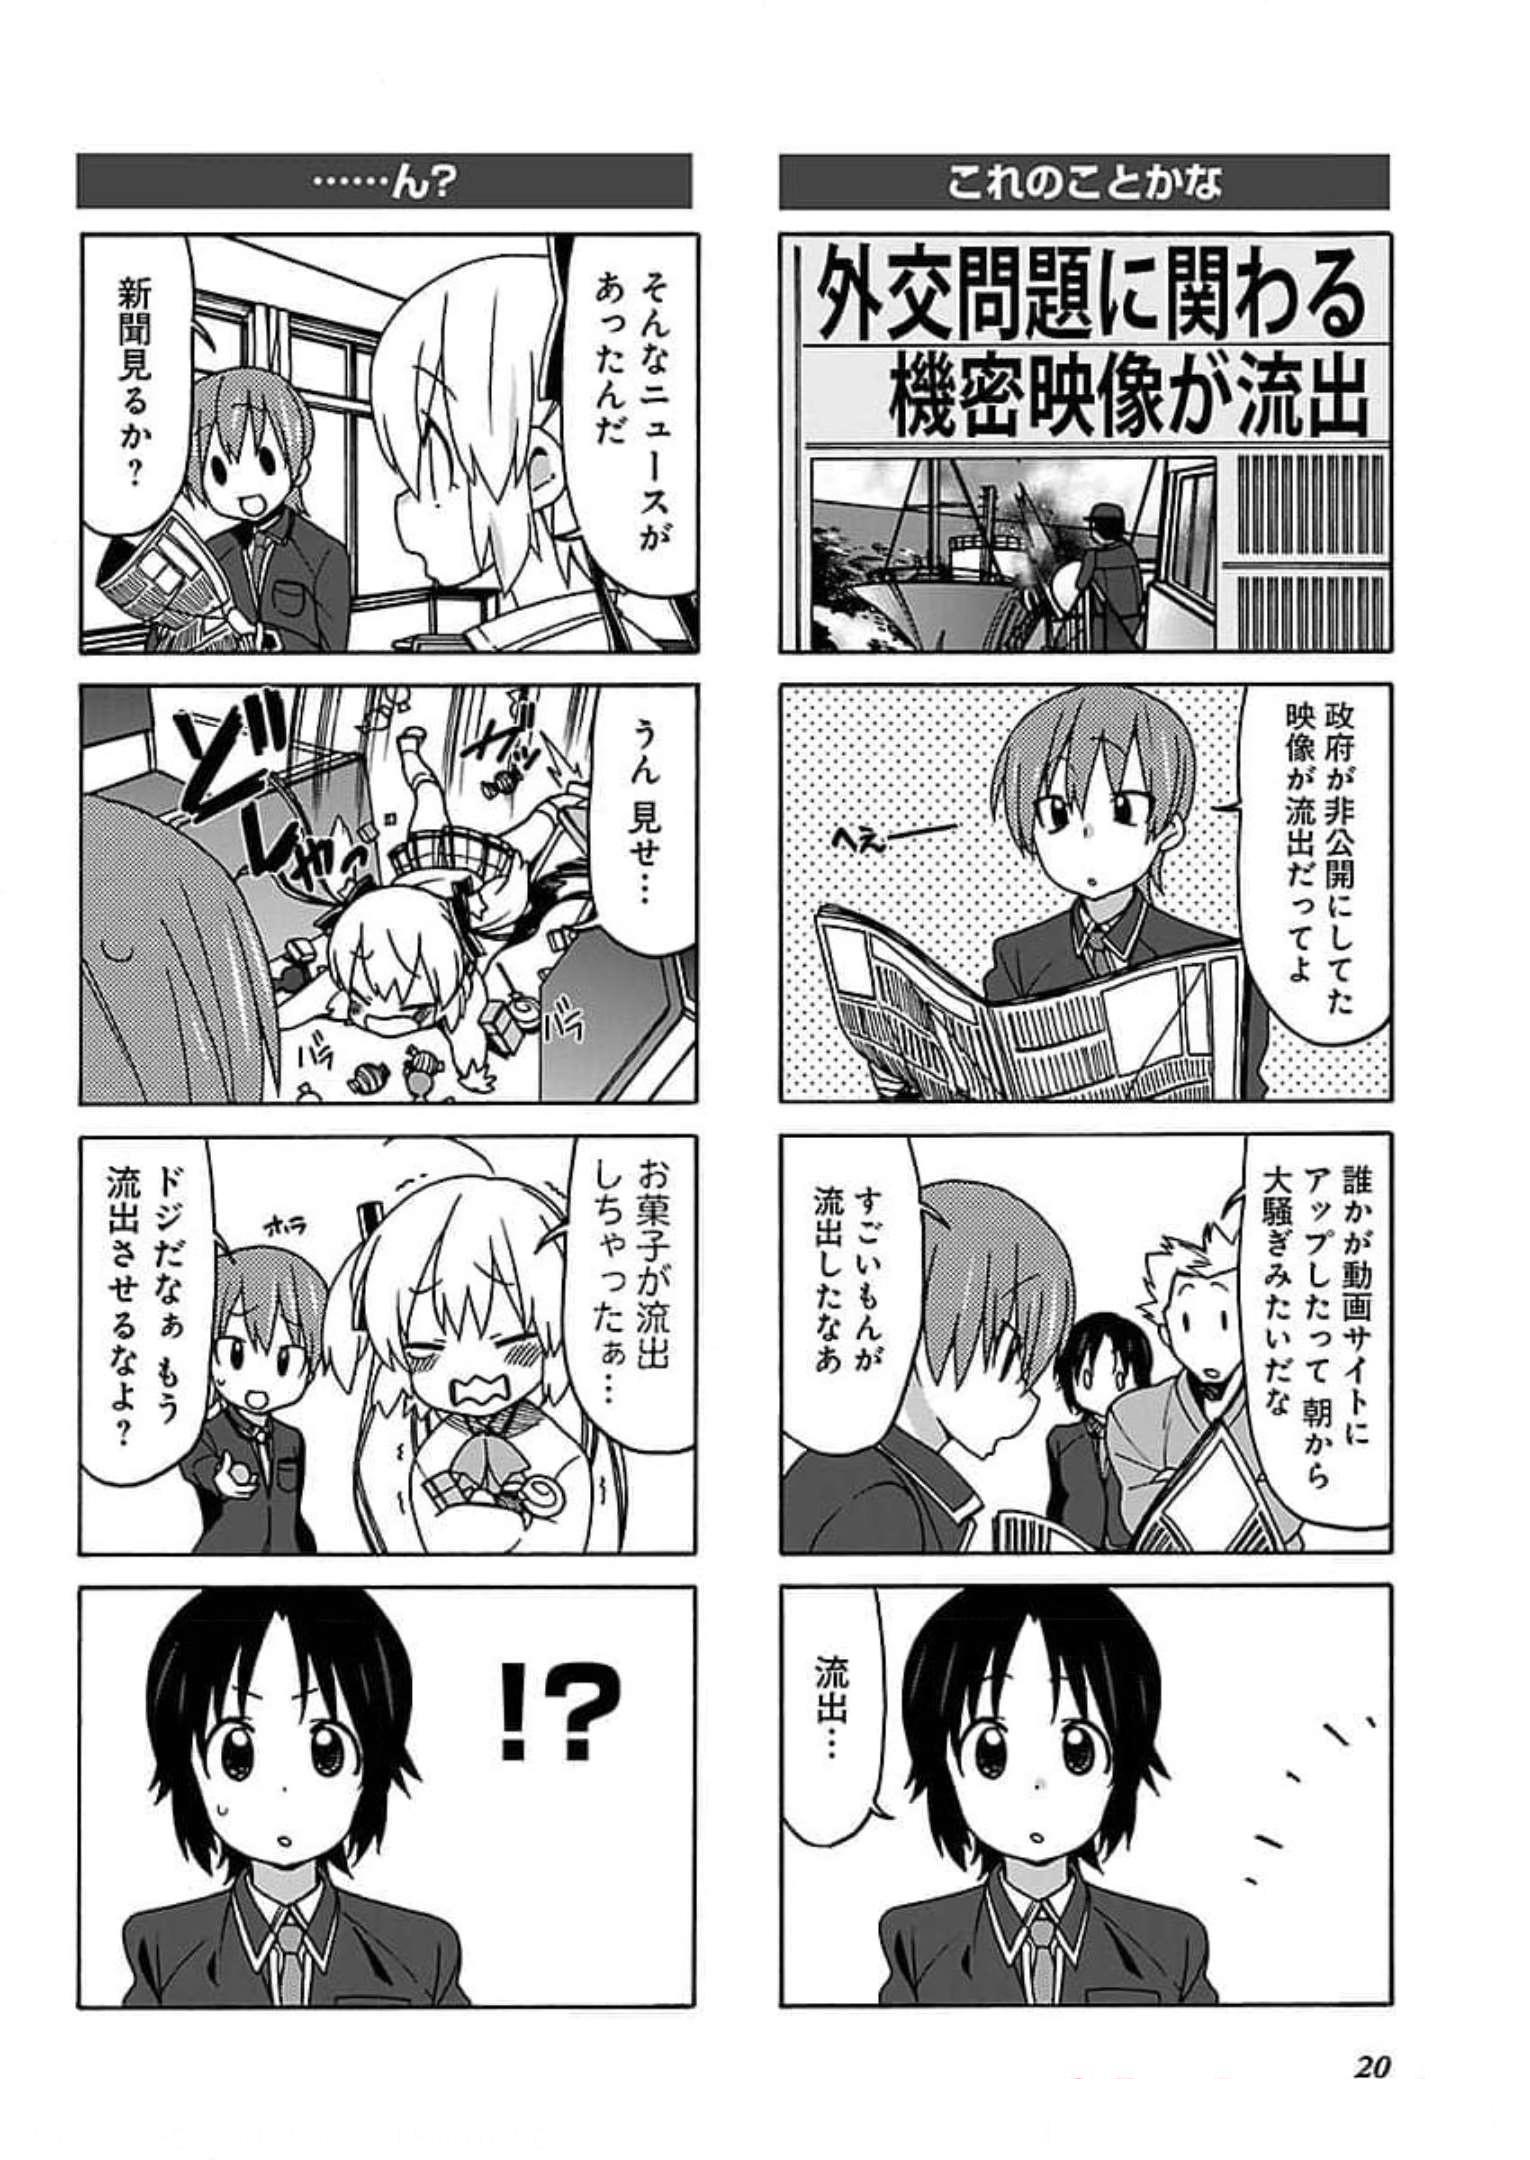 これのことかな
外交問題に関わる
機密映像が流出
政府が非公開にしてた
映像が流出だってよ
へえー
誰かが動画サイトに
アップしたって 朝から
大騒ぎみたいだな
すごいもんが
流出したなあ
流出…
……ん?
そんなニュースが
あったんだ
新聞見るか?
うん 見せ…
ガッ
ビビ
しゃっ
バラ
バラ
お菓子が流出
しちゃったぁ…
ホラ
ドジだなぁ もう
流出させるなよ?
!?
20